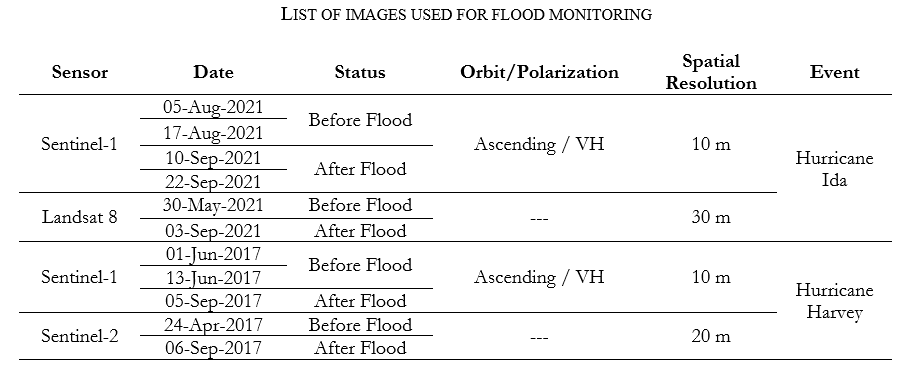 LIST OF IMAGES USED FOR FLOOD MONITORING
Sensor Date Status Orbit/Polarization Spatial Resolution Event
Sentinel-1 05-Aug-2021 Before Flood Ascending / VH 10 m Hurricane Ida
17-Aug-2021
10-Sep-2021 After Flood
22-Sep-2021
Landsat 8 30-May-2021 Before Flood --- 30 m
03-Sep-2021 After Flood
Sentinel-1 01-Jun-2017 Before Flood Ascending / VH 10 m Hurricane Harvey
13-Jun-2017
05-Sep-2017 After Flood
Sentinel-2 24-Apr-2017 Before Flood --- 20 m
06-Sep-2017 After Flood